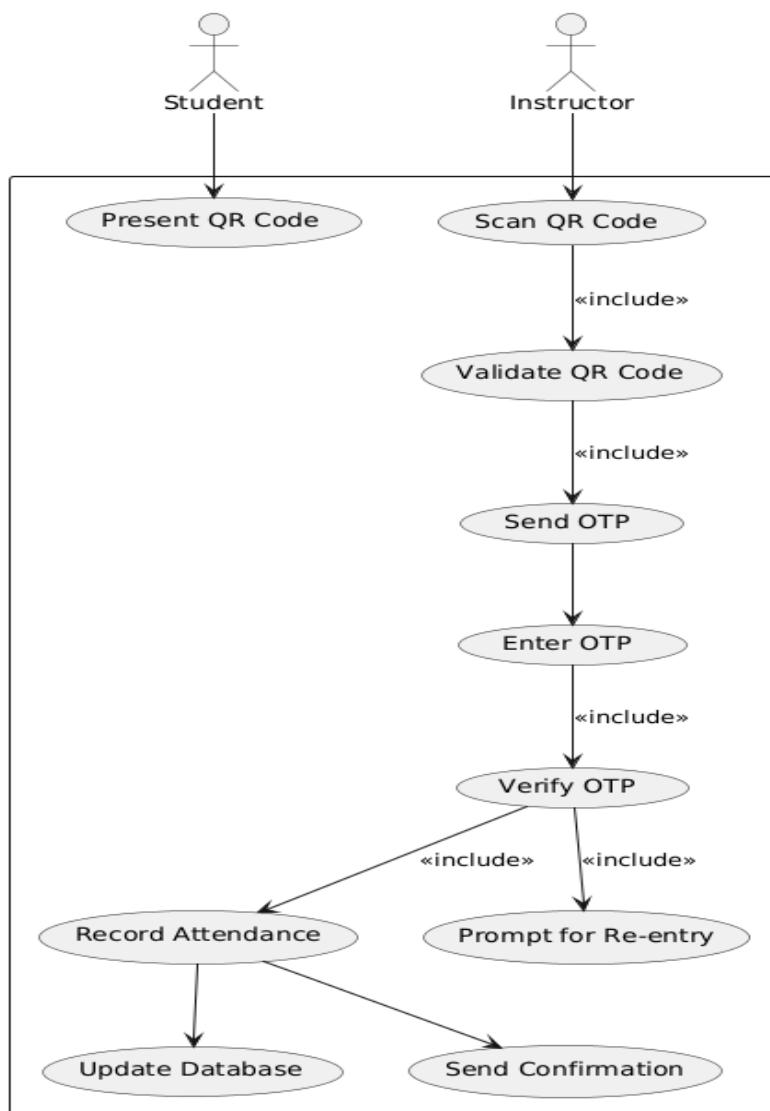 Student
Instructor
Present QR Code
Scan QR Code
«include»
Validate QR Code
«include»
Send OTP
Enter OTP
«include»
Verify OTP
«include»
«include»
Record Attendance
Prompt for Re-entry
Update Database
Send Confirmation